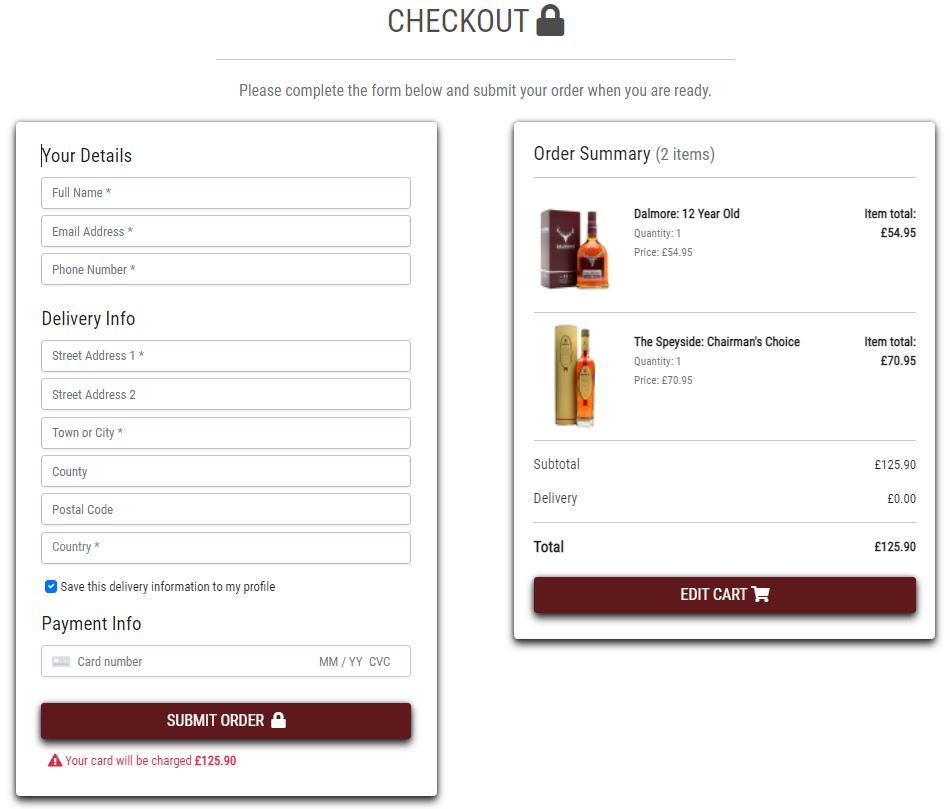 CHECKOUT
Please complete the form below and submit your order when you are ready.
Your Details
Full Name *
Email Address *
Phone Number *
Delivery Info
Street Address 1 *
Street Address 2
Town or City *
County
Postal Code
Country *
Save this delivery information to my profile
Payment Info
Card number MM / YY CVC
SUBMIT ORDER
Your card will be charged £125.90
Order Summary (2 items)
Dalmore: 12 Year Old Item total:
Quantity: 1 £54.95
Price: £54.95
The Speyside: Chairman's Choice Item total:
Quantity: 1 £70.95
Price: £70.95
Subtotal £125.90
Delivery £0.00
Total £125.90
EDIT CART